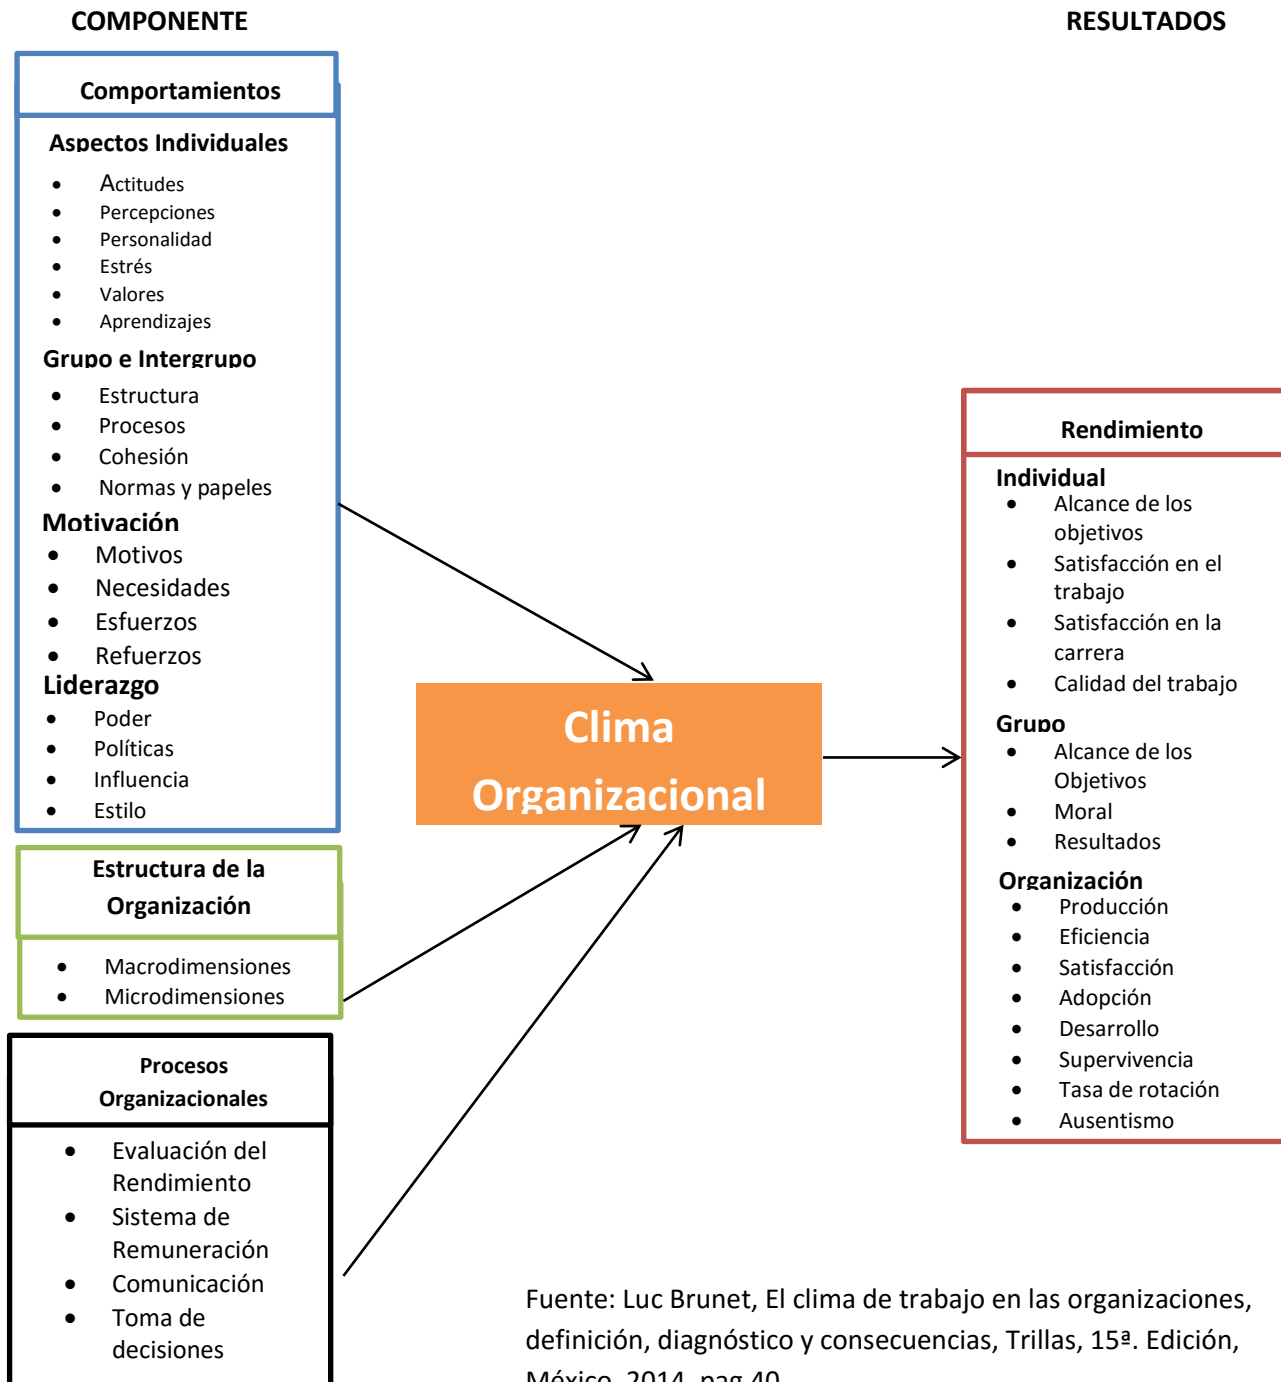 COMPONENTE
RESULTADOS
Comportamientos
Aspectos Individuales
• Actitudes
• Percepciones
• Personalidad
• Estrés
• Valores
• Aprendizajes
Grupo e Intergrupo
• Estructura
• Procesos
• Cohesión
• Normas y papeles
Motivación
• Motivos
• Necesidades
• Esfuerzos
• Refuerzos
Liderazgo
• Poder
• Políticas
• Influencia
• Estilo
Estructura de la
Organización
• Macrodimensiones
• Microdimensiones
Procesos
Organizacionales
• Evaluación del
Rendimiento
• Sistema de
Remuneración
• Comunicación
• Toma de
decisiones
Clima
Organizacional
Rendimiento
Individual
• Alcance de los
objetivos
• Satisfacción en el
trabajo
• Satisfacción en la
carrera
• Calidad del trabajo
Grupo
• Alcance de los
Objetivos
• Moral
• Resultados
Organización
• Producción
• Eficiencia
• Satisfacción
• Adopción
• Desarrollo
• Supervivencia
• Tasa de rotación
• Ausentismo
Fuente: Luc Brunet, El clima de trabajo en las organizaciones,
definición, diagnóstico y consecuencias, Trillas, 15ª. Edición,
México, 2014, pag 40